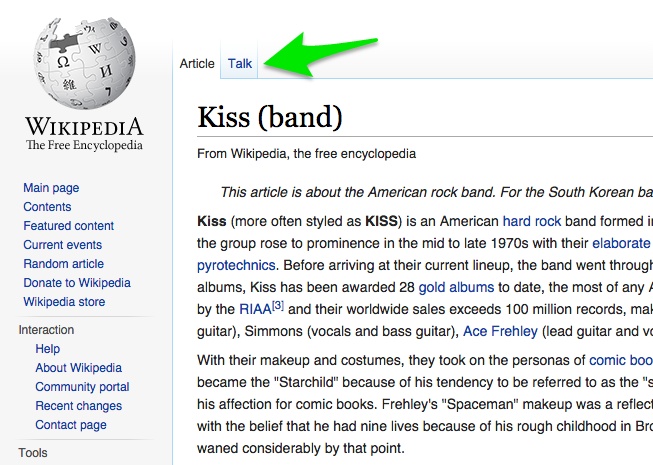 Ω W
維 И
WIKIPEDIA
The Free Encyclopedia
Main page
Contents
Featured content
Current events
Random article
Donate to Wikipedia
Wikipedia store
Interaction
Help
About Wikipedia
Community portal
Recent changes
Contact page
Tools
Article Talk
Kiss (band)
From Wikipedia, the free encyclopedia
This article is about the American rock band. For the South Korean ba
Kiss (more often styled as KISS) is an American hard rock band formed i
the group rose to prominence in the mid to late 1970s with their elaborate
pyrotechnics. Before arriving at their current lineup, the band went through
albums, Kiss has been awarded 28 gold albums to date, the most of any A
by the RIAA[3] and their worldwide sales exceeds 100 million records, mak
guitar), Simmons (vocals and bass guitar), Ace Frehley (lead guitar and vo
With their makeup and costumes, they took on the personas of comic boo
became the "Starchild" because of his tendency to be referred to as the "s
his affection for comic books. Frehley's "Spaceman" makeup was a reflect
with the belief that he had nine lives because of his rough childhood in Bro
waned considerably by that point.